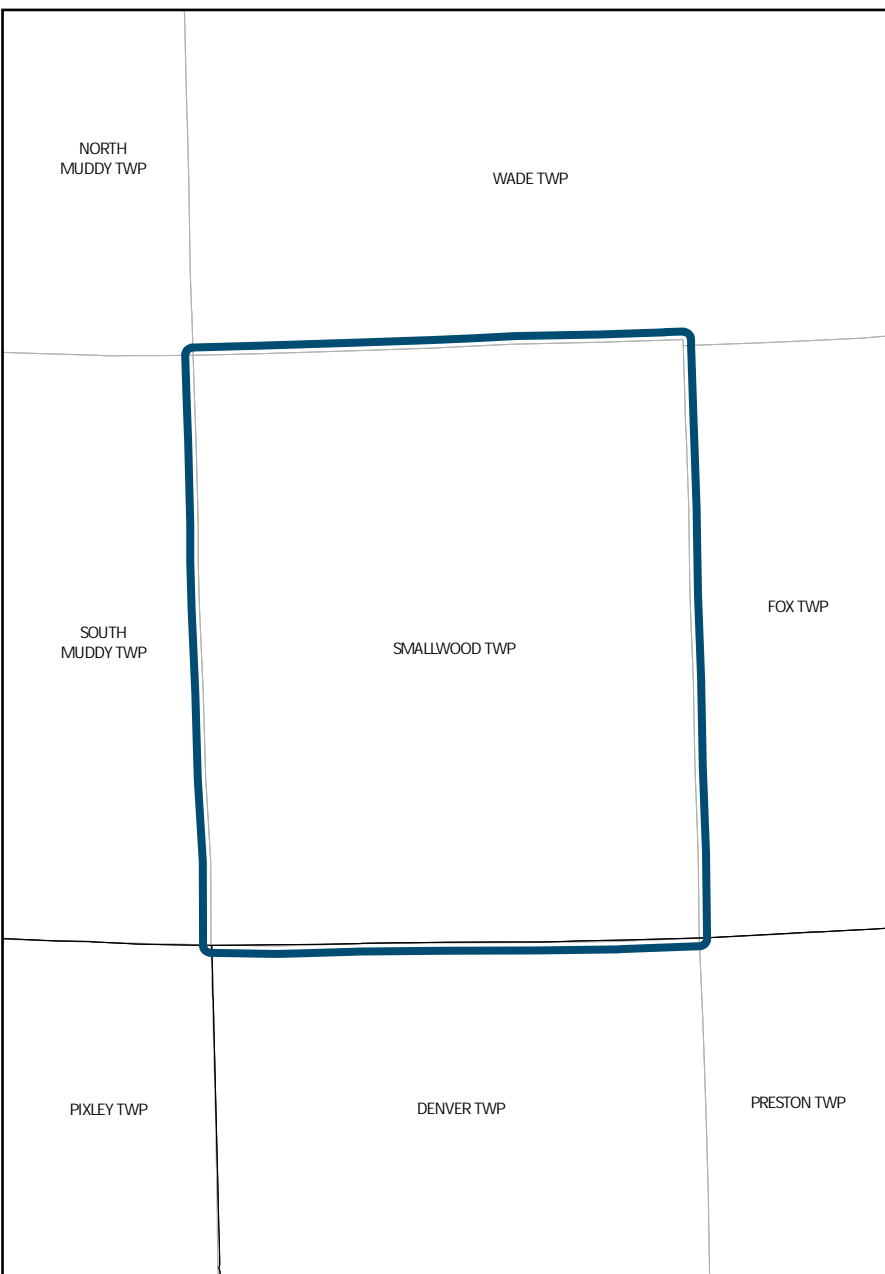 NORTH
MUDDY TWP
WADE TWP
FOX TWP
SOUTH
MUDDY TWP
SMALLWOOD TWP
PIXLEY TWP
DENVER TWP
PRESTON TWP